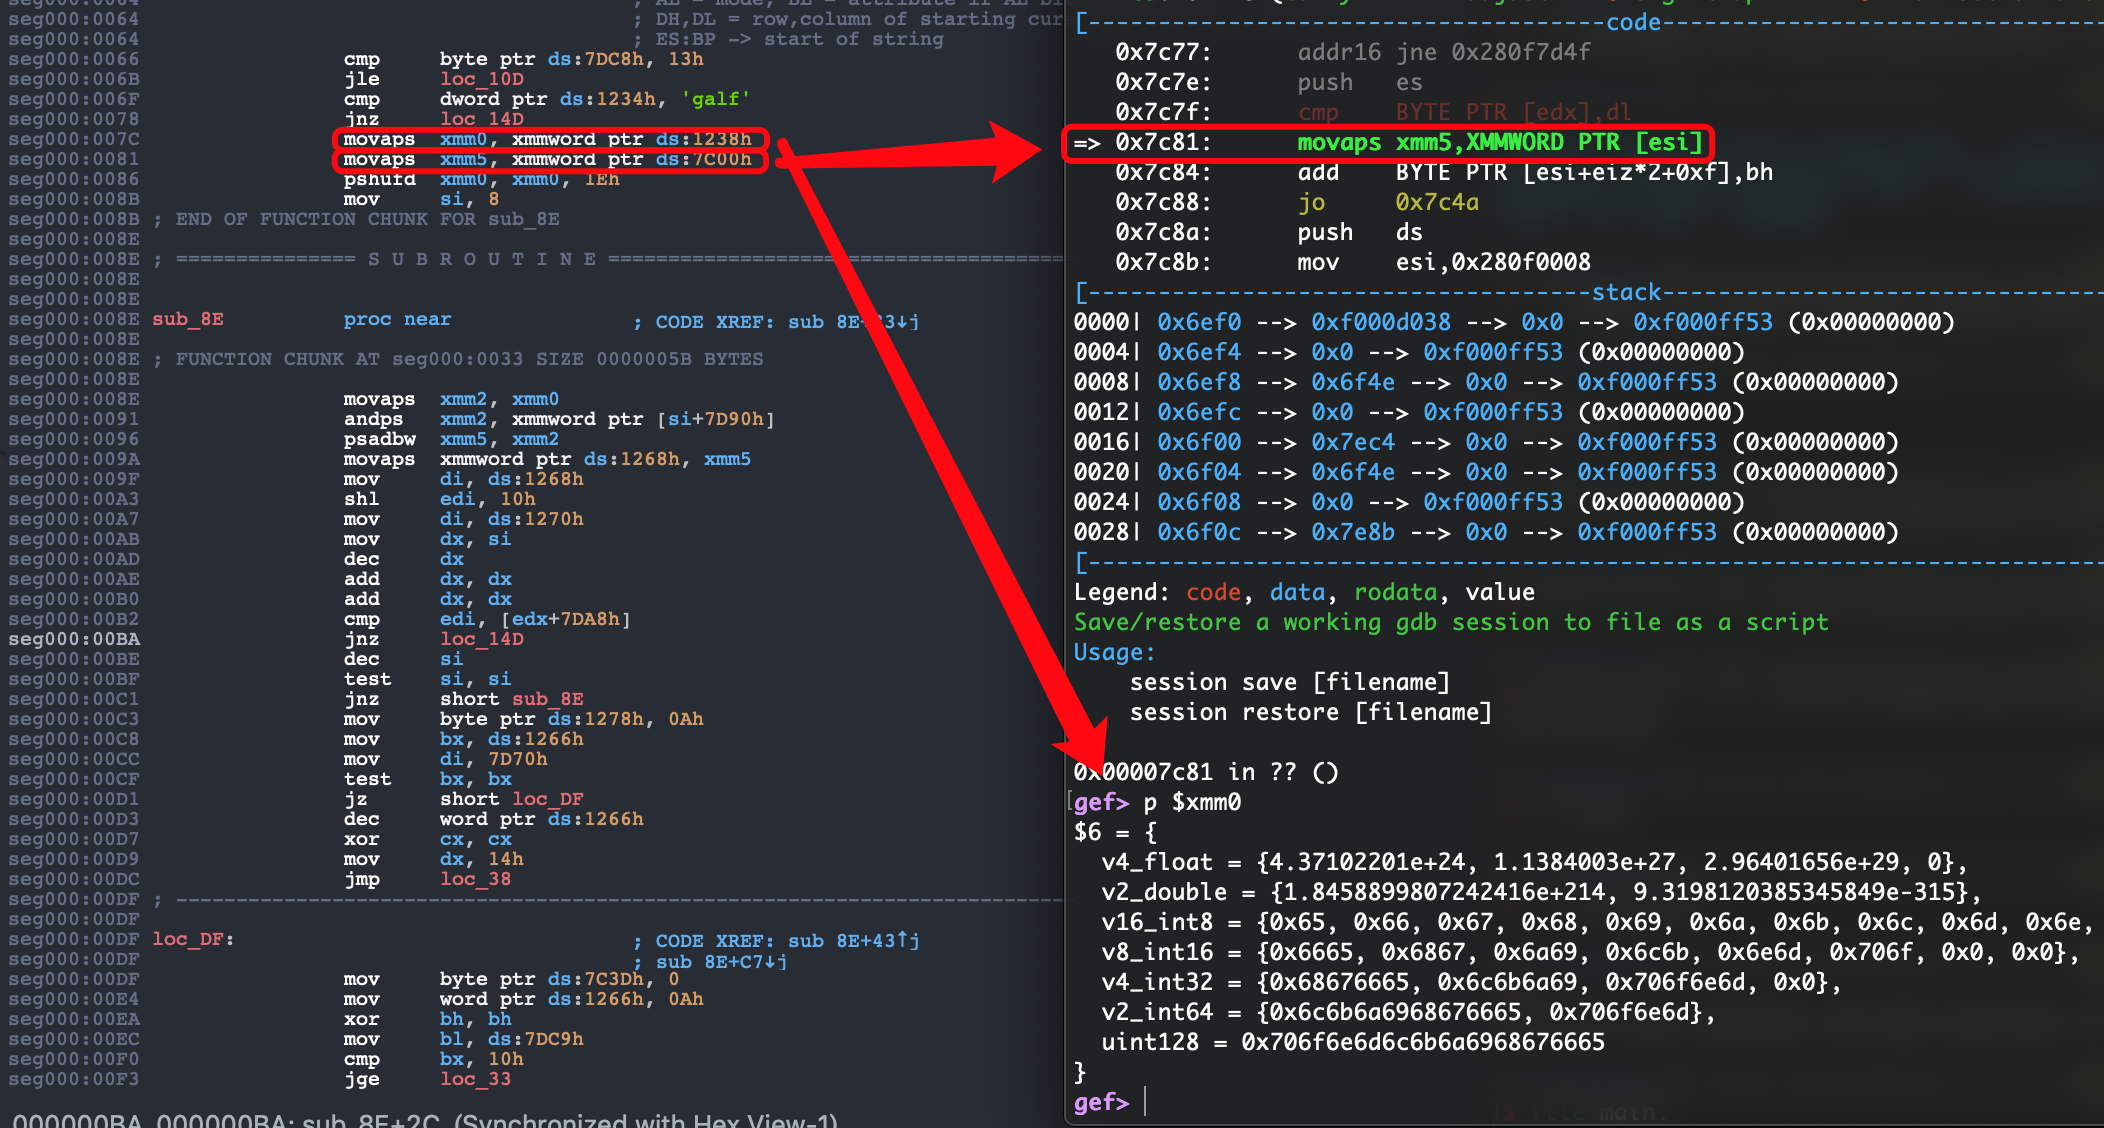 seg000:0064 ; AL = mode, BL = attribute if AL
seg000:0064 ; DH,DL = row,column of starting cur
seg000:0064 ; ES:BP -> start of string
seg000:0066 cmp byte ptr ds:7DC8h, 13h
seg000:006B jle loc_10D
seg000:006F cmp dword ptr ds:1234h, 'galf'
seg000:0078 jnz loc_14D
seg000:007C movaps xmm0, xmmword ptr ds:1238h
seg000:0081 movaps xmm5, xmmword ptr ds:7C00h
seg000:0086 pshufd xmm0, xmm0, 1Eh
seg000:008B mov si, 8
seg000:008B ; END OF FUNCTION CHUNK FOR sub_8E
seg000:008E
seg000:008E ; =============== S U B R O U T I N E =======================================
seg000:008E
seg000:008E
seg000:008E sub_8E proc near ; CODE XREF: sub_8E+33↓j
seg000:008E
seg000:008E ; FUNCTION CHUNK AT seg000:0033 SIZE 0000005B BYTES
seg000:008E
seg000:008E movaps xmm2, xmm0
seg000:0091 andps xmm2, xmmword ptr [si+7D90h]
seg000:0096 psadbw xmm5, xmm2
seg000:009A movaps xmmword ptr ds:1268h, xmm5
seg000:009F mov di, ds:1268h
seg000:00A3 shl edi, 10h
seg000:00A7 mov di, ds:1270h
seg000:00AB mov dx, si
seg000:00AD dec dx
seg000:00AE add dx, dx
seg000:00B0 add dx, dx
seg000:00B2 cmp edi, [edx+7DA8h]
seg000:00BA jnz loc_14D
seg000:00BE dec si
seg000:00BF test si, si
seg000:00C1 jnz short sub_8E
seg000:00C3 mov byte ptr ds:1278h, 0Ah
seg000:00C8 mov bx, ds:1266h
seg000:00CC mov di, 7D70h
seg000:00CF test bx, bx
seg000:00D1 jz short loc_DF
seg000:00D3 dec word ptr ds:1266h
seg000:00D7 xor cx, cx
seg000:00D9 mov dx, 14h
seg000:00DC jmp loc_38
seg000:00DF ; ---------------------------------------------------------------------------
seg000:00DF
seg000:00DF loc_DF: ; CODE XREF: sub_8E+43↑j
seg000:00DF ; sub_8E+C7↓j
seg000:00DF mov byte ptr ds:7C3Dh, 0
seg000:00E4 mov word ptr ds:1266h, 0Ah
seg000:00EA xor bh, bh
seg000:00EC mov bl, ds:7DC9h
seg000:00F0 cmp bx, 10h
seg000:00F3 jge loc_33
000000BA 000000BA: sub_8E+2C (Synchronized with Hex View-1)
[-------------------------------------code-------------------------------------
0x7c77: addr16 jne 0x280f7d4f
0x7c7e: push es
0x7c7f: cmp BYTE PTR [edx],dl
=> 0x7c81: movaps xmm5,XMMWORD PTR [esi]
0x7c84: add BYTE PTR [esi+eiz*2+0xf],bh
0x7c88: jo 0x7c4a
0x7c8a: push ds
0x7c8b: mov esi,0x280f0008
[------------------------------------stack-------------------------------------
0000| 0x6ef0 --> 0xf000d038 --> 0x0 --> 0xf000ff53 (0x00000000)
0004| 0x6ef4 --> 0x0 --> 0xf000ff53 (0x00000000)
0008| 0x6ef8 --> 0x6f4e --> 0x0 --> 0xf000ff53 (0x00000000)
0012| 0x6efc --> 0x0 --> 0xf000ff53 (0x00000000)
0016| 0x6f00 --> 0x7ec4 --> 0x0 --> 0xf000ff53 (0x00000000)
0020| 0x6f04 --> 0x6f4e --> 0x0 --> 0xf000ff53 (0x00000000)
0024| 0x6f08 --> 0x0 --> 0xf000ff53 (0x00000000)
0028| 0x6f0c --> 0x7e8b --> 0x0 --> 0xf000ff53 (0x00000000)
[------------------------------------------------------------------------------
Legend: code, data, rodata, value
Save/restore a working gdb session to file as a script
Usage:
session save [filename]
session restore [filename]
0x00007c81 in ?? ()
gef> p $xmm0
$6 = {
v4_float = {4.37102201e+24, 1.1384003e+27, 2.96401656e+29, 0},
v2_double = {1.8458899807242416e+214, 9.3198120385345849e-315},
v16_int8 = {0x65, 0x66, 0x67, 0x68, 0x69, 0x6a, 0x6b, 0x6c, 0x6d, 0x6e,
v8_int16 = {0x6665, 0x6867, 0x6a69, 0x6c6b, 0x6e6d, 0x706f, 0x0, 0x0},
v4_int32 = {0x68676665, 0x6c6b6a69, 0x706f6e6d, 0x0},
v2_int64 = {0x6c6b6a6968676665, 0x706f6e6d},
uint128 = 0x706f6e6d6c6b6a6968676665
}
gef>
$ file main.